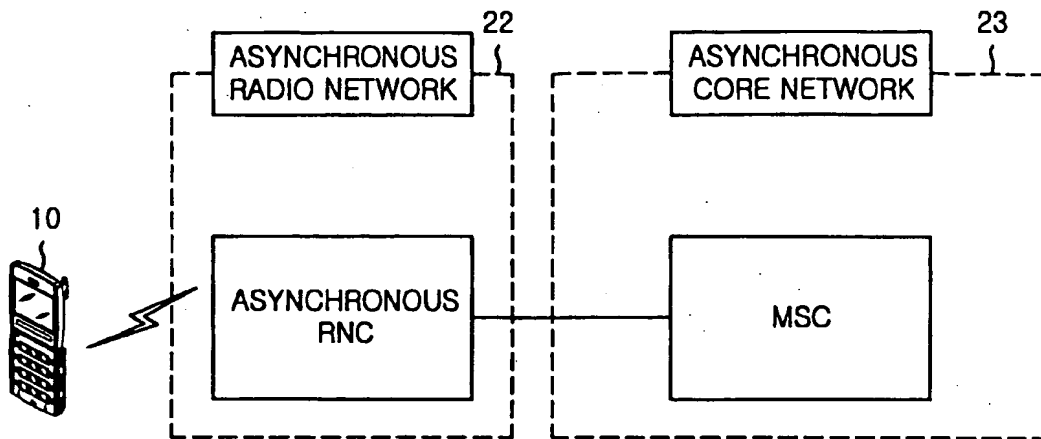 22
23
ASYNCHRONOUS
RADIO NETWORK
ASYNCHRONOUS
CORE NETWORK
10
ASYNCHRONOUS
RNC
MSC